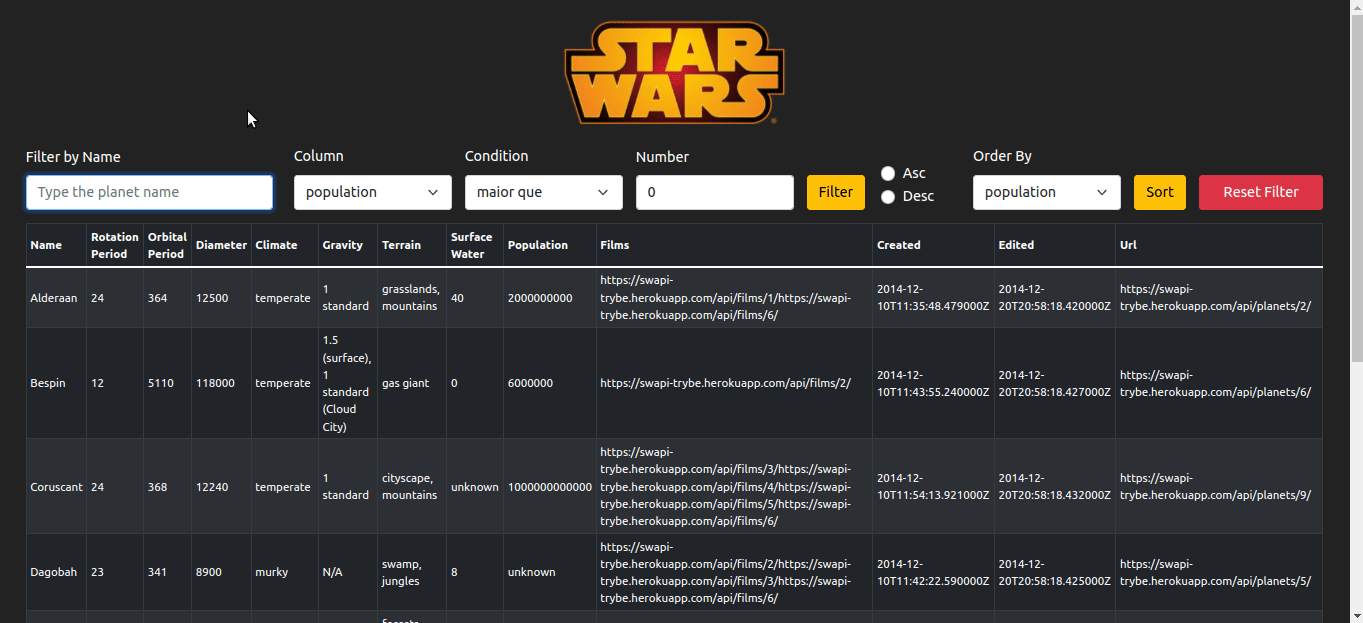 STAR
WARS
Filter by Name
Column
Condition
Number
Order By
Type the planet name
population
maior que
0
Filter
Asc
Desc
population
Sort
Reset Filter
Name
Rotation
Period
Orbital
Period
Diameter
Climate
Gravity
Terrain
Surface
Water
Population
Films
Created
Edited
Url
Alderaan
24
364
12500
temperate
1
standard
grasslands,
mountains
40
2000000000
https://swapi-
trybe.herokuapp.com/api/films/1/https://swapi-
trybe.herokuapp.com/api/films/6/
2014-12-
10T11:35:48.479000Z
2014-12-
20T20:58:18.420000Z
https://swapi-
trybe.herokuapp.com/api/planets/2/
Bespin
12
5110
118000
temperate
1.5
(surface),
1
standard
(Cloud
City)
gas giant
0
6000000
https://swapi-trybe.herokuapp.com/api/films/2/
2014-12-
10T11:43:55.240000Z
2014-12-
20T20:58:18.427000Z
https://swapi-
trybe.herokuapp.com/api/planets/6/
Coruscant
24
368
12240
temperate
1
standard
cityscape,
mountains
unknown
1000000000000
https://swapi-
trybe.herokuapp.com/api/films/3/https://swapi-
trybe.herokuapp.com/api/films/4/https://swapi-
trybe.herokuapp.com/api/films/5/https://swapi-
trybe.herokuapp.com/api/films/6/
2014-12-
10T11:54:13.921000Z
2014-12-
20T20:58:18.432000Z
https://swapi-
trybe.herokuapp.com/api/planets/9/
Dagobah
23
341
8900
murky
N/A
swamp,
jungles
8
unknown
https://swapi-
trybe.herokuapp.com/api/films/2/https://swapi-
trybe.herokuapp.com/api/films/3/https://swapi-
trybe.herokuapp.com/api/films/6/
2014-12-
10T11:42:22.590000Z
2014-12-
20T20:58:18.425000Z
https://swapi-
trybe.herokuapp.com/api/planets/5/